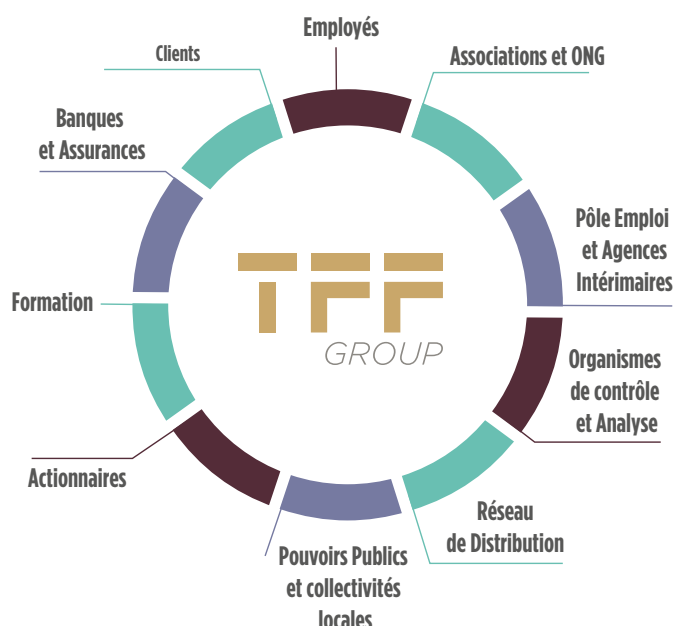 Employés
Clients
Associations et ONG
Banques
et Assurances
Pôle Emploi
et Agences
Intérimaires
TFF
GROUP
Formation
Organismes
de contrôle
et Analyse
Actionnaires
Réseau
de Distribution
Pouvoirs Publics
et collectivités
locales